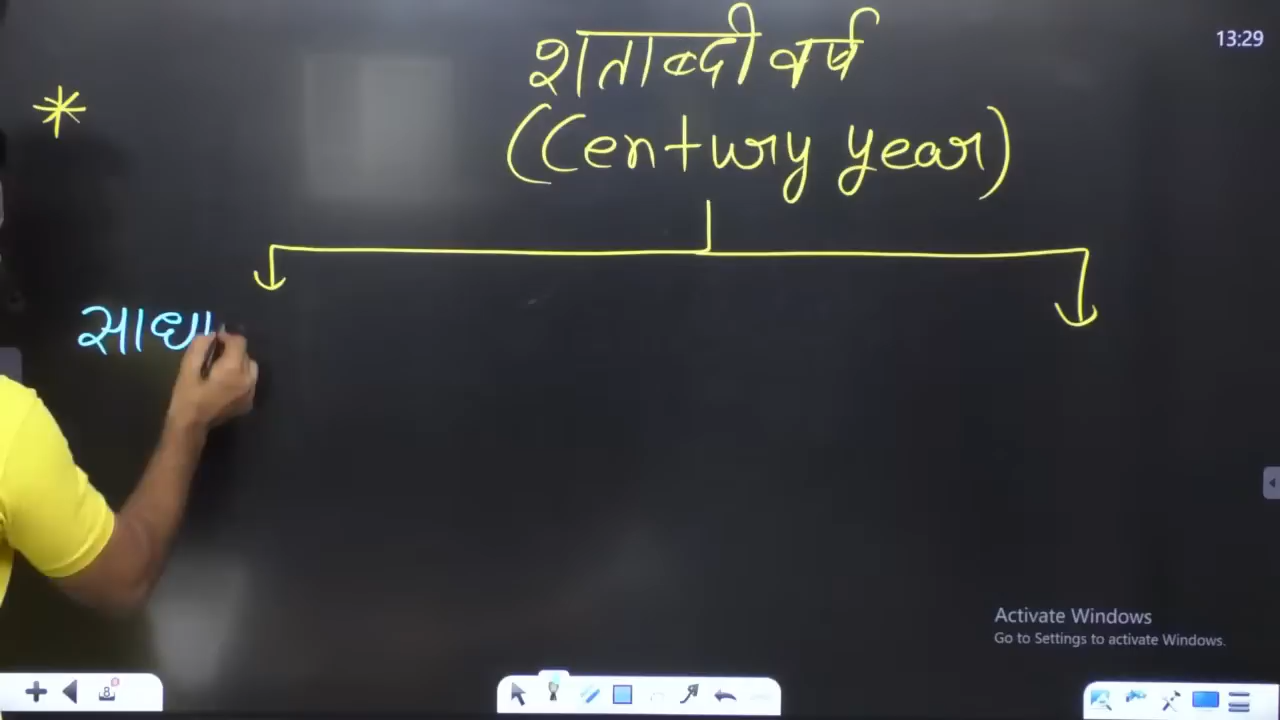 13:29
शताब्दी वर्ष
(Century year)
साधा
Activate Windows
Go to Settings to activate Windows.